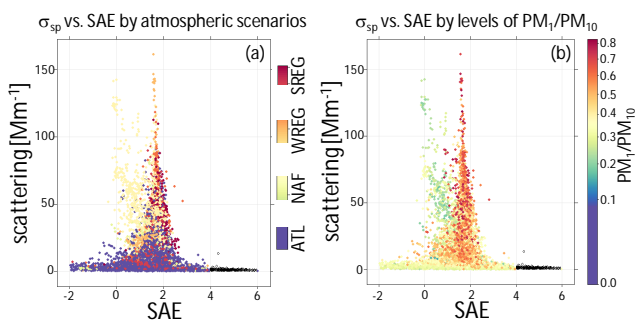 σsp vs. SAE by atmospheric scenarios
(a)
scattering [Mm-1]
150
100
50
0
-2 0 2 4 6
SAE
SREG
WREG
NAF
ATL
σsp vs. SAE by levels of PM1/PM10
(b)
scattering [Mm-1]
150
100
50
0
-2 0 2 4 6
SAE
0.8
0.7
0.6
0.5
0.4
0.3
0.2
0.1
0.0
PM1/PM10